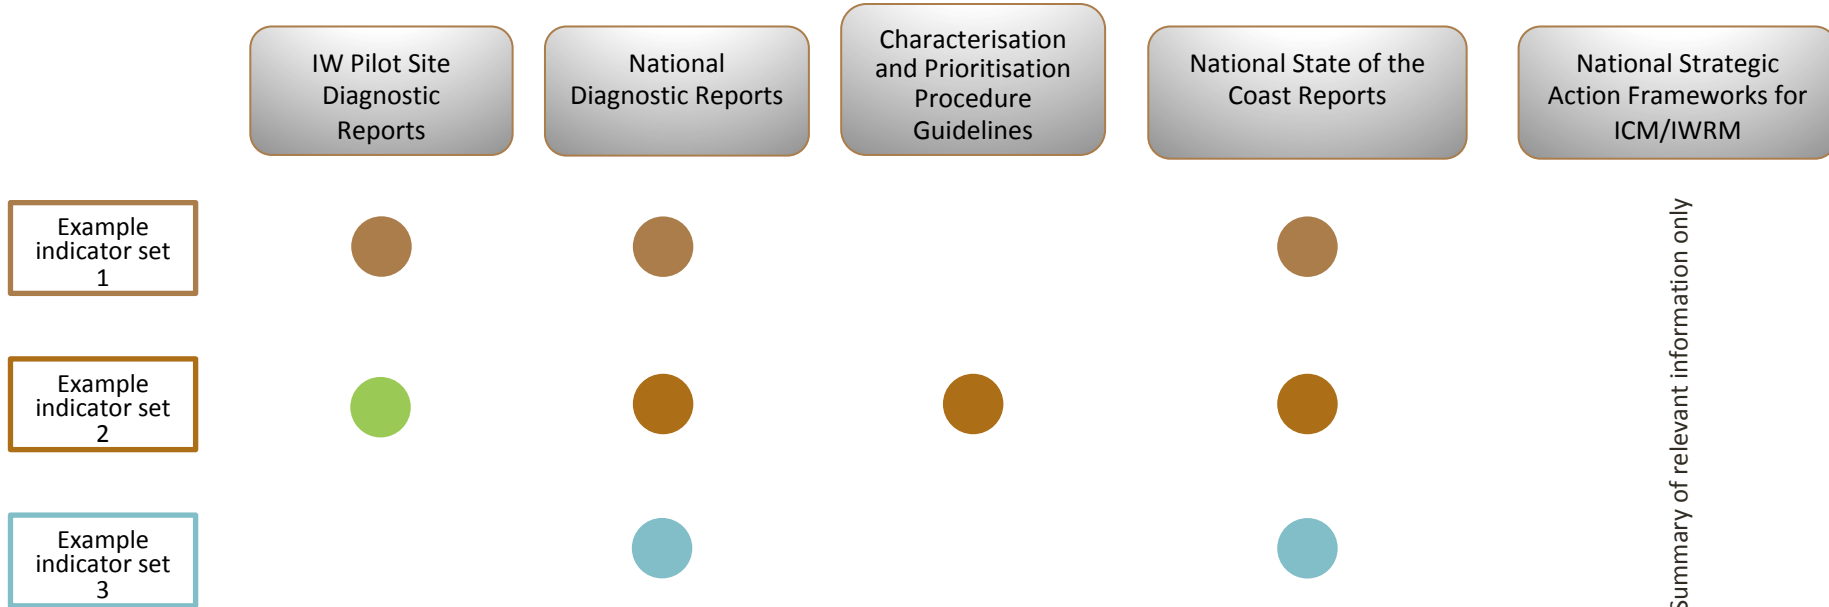 IW Pilot Site
Diagnostic
Reports
National
Diagnostic Reports
Characterisation
and Prioritisation
Procedure
Guidelines
National State of the
Coast Reports
National Strategic
Action Frameworks for
ICM/IWRM
Example
indicator set
1
Example
indicator set
2
Example
indicator set
3
Summary of relevant information only